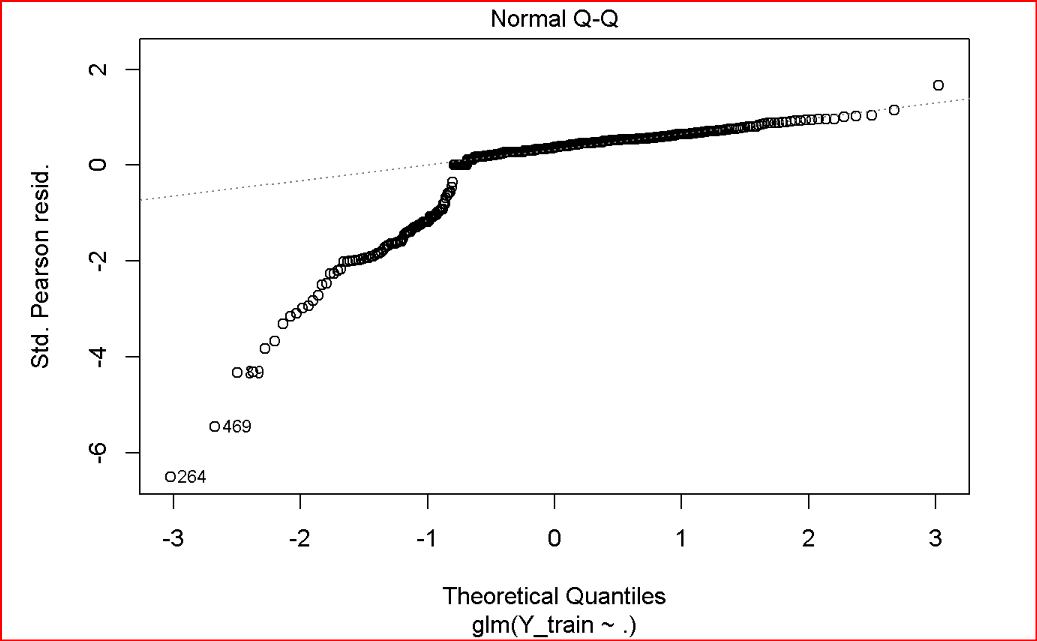 Normal Q-Q
Std. Pearson resid.
2
0
-2
-4
-6
469
264
-3 -2 -1 0 1 2 3
Theoretical Quantiles
glm(Y_train ~ .)